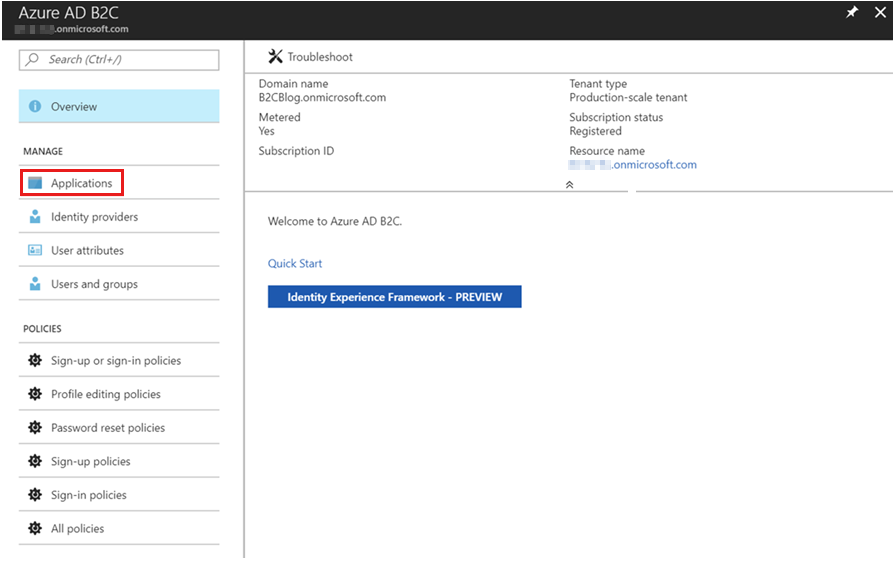 Azure AD B2C
.onmicrosoft.com
Search (Ctrl+/)
Overview
MANAGE
Applications
Identity providers
User attributes
Users and groups
POLICIES
Sign-up or sign-in policies
Profile editing policies
Password reset policies
Sign-up policies
Sign-in policies
All policies
Troubleshoot
Domain name
B2CBlog.onmicrosoft.com
Metered
Yes
Subscription ID
Tenant type
Production-scale tenant
Subscription status
Registered
Resource name
.onmicrosoft.com
Welcome to Azure AD B2C.
Quick Start
Identity Experience Framework - PREVIEW